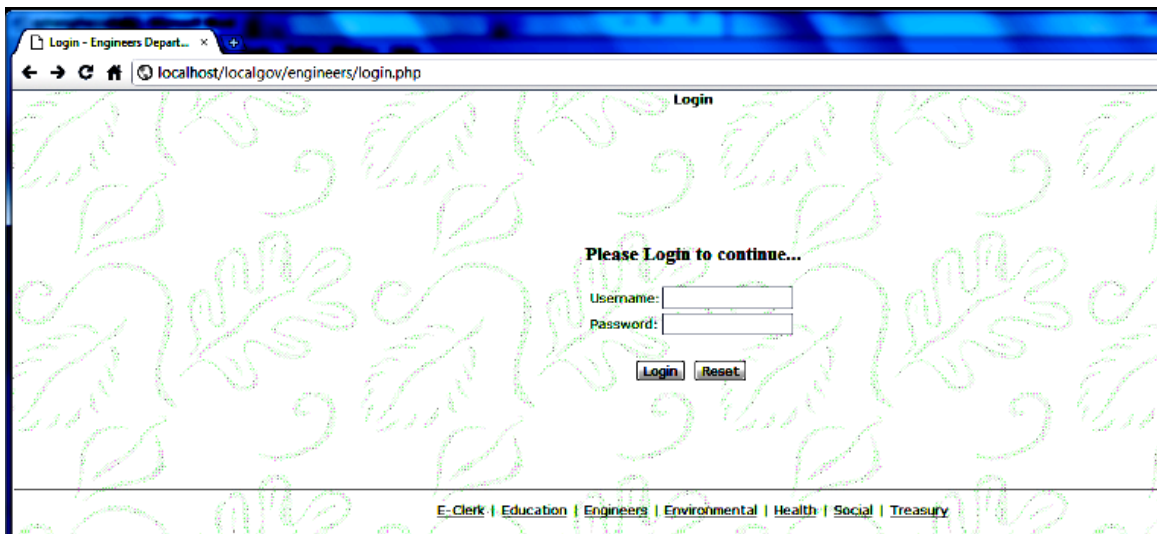 Login - Engineers Depart...
localhost/localgov/engineers/login.php
Login
Please Login to continue...
Username:
Password:
Login Reset
E-Clerk | Education | Engineers | Environmental | Health | Social | Treasury